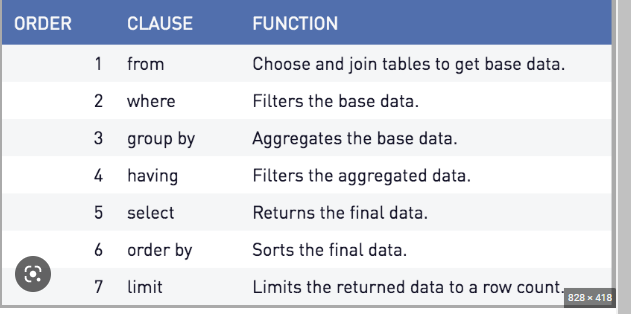 ORDER CLAUSE FUNCTION
1 from Choose and join tables to get base data.
2 where Filters the base data.
3 group by Aggregates the base data.
4 having Filters the aggregated data.
5 select Returns the final data.
6 order by Sorts the final data.
7 limit Limits the returned data to a row count.
828 × 418